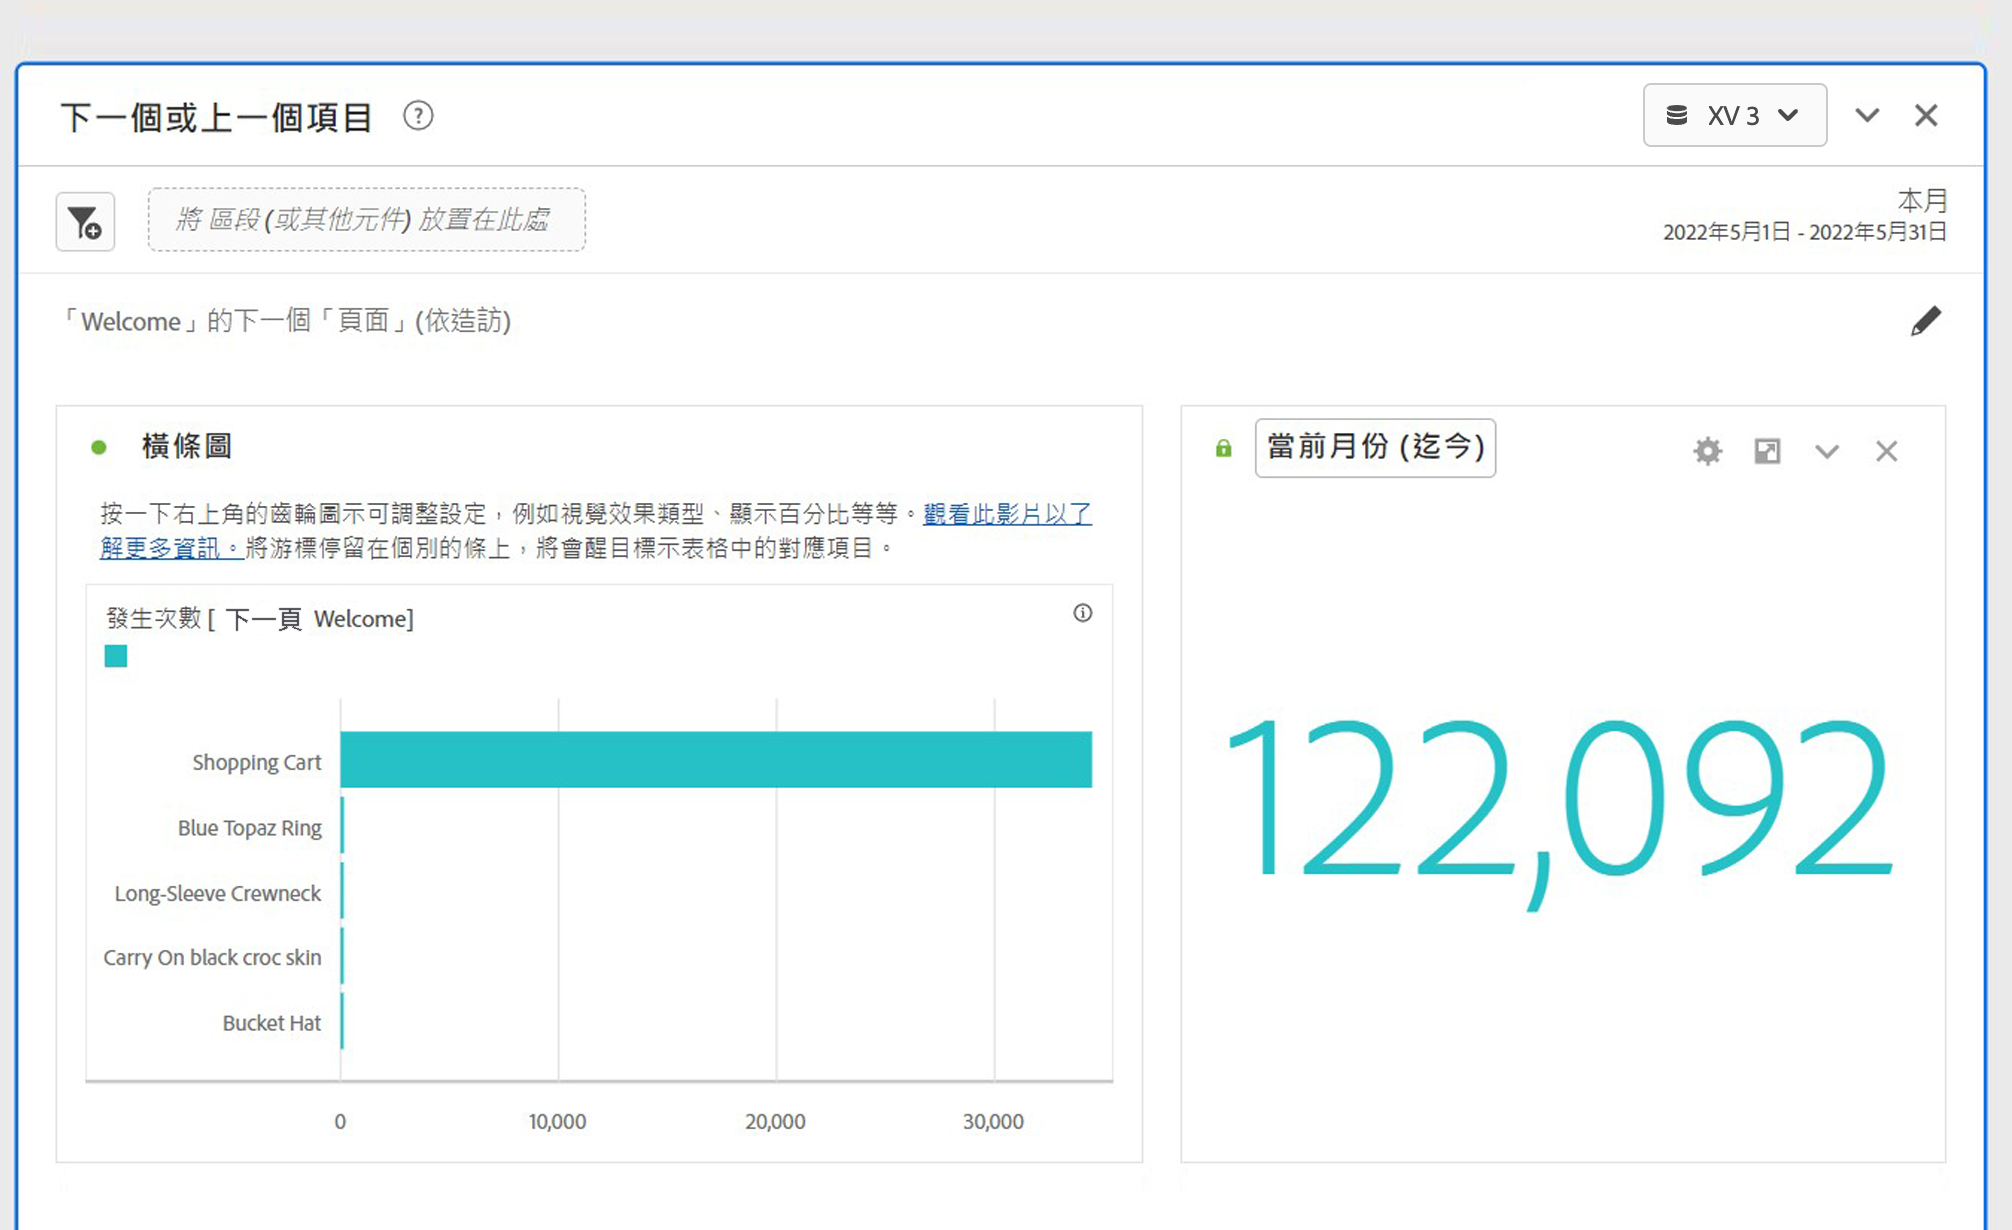 下一個或上一個項目 ?
XV 3
將 區段 (或其他元件) 放置在此處
本月
2022年5月1日 - 2022年5月31日
「Welcome」的下一個「頁面」(依造訪)
橫條圖
按一下右上角的齒輪圖示可調整設定，例如視覺效果類型、顯示百分比等等。觀看此影片以了
解更多資訊。將游標停留在個別的條上，將會醒目標示表格中的對應項目。
發生次數 [ 下一頁 Welcome]
Shopping Cart
Blue Topaz Ring
Long-Sleeve Crewneck
Carry On black croc skin
Bucket Hat
0 10,000 20,000 30,000
當前月份 (迄今)
122,092